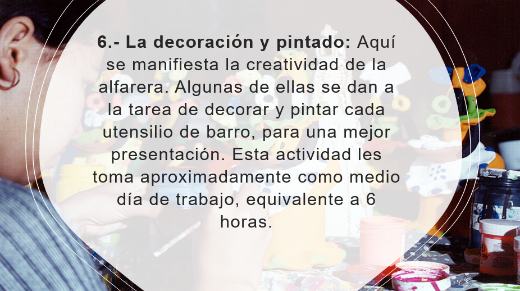 6.- La decoración y pintado: Aquí
se manifiesta la creatividad de la
alfarera. Algunas de ellas se dan a
la tarea de decorar y pintar cada
utensilio de barro, para una mejor
presentación. Esta actividad les
toma aproximadamente como medio
día de trabajo, equivalente a 6
horas.